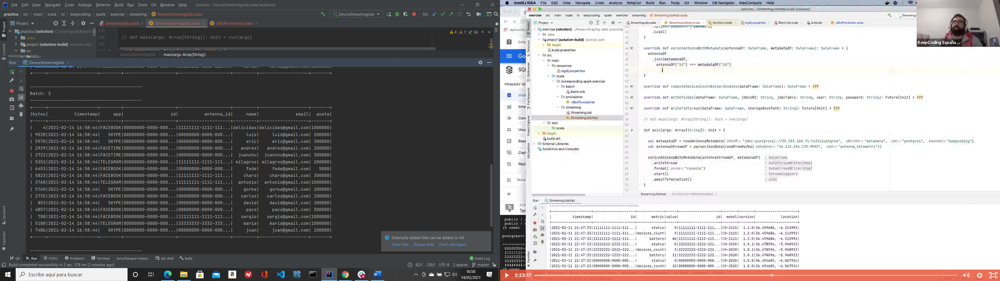 File Edit View Navigate Code Analyze Refactor Build Run Tools Git Window Help solution - DeviceStreamingJob.scala [solution]
practica src main scala io keepcoding spark exercise streaming DeviceStreamingJob.scala DeviceStreamingJob Git:
Project StreamingJob.scala DeviceStreamingJob.scala JdbcProvisioner.scala
practica [solution] C:\Users\guill\KeepCod
.idea
project [solution-build] sources root
src
main
139
140 // def main(args: Array[String]): Unit = run(args)
4 1 36
DeviceStreamingJob main(args: Array[String])
Run: DeviceStreamingJob
+-----+-------------------+--------+--------------------+--------------------+---------+-------------------+-------+
-------------------------------------------
Batch: 3
-------------------------------------------
|bytes| timestamp| app| id| antenna_id| name| email| quota|
| 4|2021-02-14 16:58:44|FACEBOOK|00000000-0000-000...|11111111-1111-111...|delicidas|delicidas@gmail.com|1000000|
| 9528|2021-02-14 16:58:44| SKYPE|00000000-0000-000...|00000000-0000-000...| luis| luis@gmail.com| 200000|
| 5570|2021-02-14 16:58:44| SKYPE|00000000-0000-000...|00000000-0000-000...| eric| eric@gmail.com| 300000|
| 2939|2021-02-14 16:58:44|FACETIME|00000000-0000-000...|00000000-0000-000...| andres| andres@gmail.com| 200000|
| 2721|2021-02-14 16:58:44|FACETIME|00000000-0000-000...|00000000-0000-000...| juanchu| juanchu@gmail.com| 300000|
| 5352|2021-02-14 16:58:44|TELEGRAM|00000000-0000-000...|11111111-1111-111...| milagros| milagros@gmail.com| 200000|
| 6453|2021-02-14 16:58:44|FACEBOOK|00000000-0000-000...|00000000-0000-000...| fede| fede@gmail.com| 5000|
| 5823|2021-02-14 16:58:44|FACEBOOK|00000000-0000-000...|11111111-1111-111...| charo| charo@gmail.com| 300000|
| 3768|2021-02-14 16:58:44|TELEGRAM|00000000-0000-000...|11111111-1111-111...| antonio| antonio@gmail.com|1000000|
| 5760|2021-02-14 16:58:44| SKYPE|00000000-0000-000...|00000000-0000-000...| gorka| gorka@gmail.com| 200000|
| 2735|2021-02-14 16:58:44|FACEBOOK|00000000-0000-000...|00000000-0000-000...| carlos| carlos@gmail.com| 100000|
| 853|2021-02-14 16:58:44| SKYPE|00000000-0000-000...|00000000-0000-000...| david| david@gmail.com| 300000|
| 4857|2021-02-14 16:58:44|FACEBOOK|00000000-0000-000...|00000000-0000-000...| paco| paco@gmail.com| 300000|
| 708|2021-02-14 16:58:44|FACEBOOK|00000000-0000-000...|11111111-1111-111...| sergio| sergio@gmail.com|1000000|
| 5188|2021-02-14 16:58:44|TELEGRAM|00000000-0000-000...|33333333-3333-333...| maria| maria@gmail.com|1000000|
| 7486|2021-02-14 16:58:44| SKYPE|00000000-0000-000...|00000000-0000-000...| juan| juan@gmail.com| 100000|
Externally added files can be added to Git
View Files Always Add Don't Ask Again
Git Run TODO Problems Terminal Avro/Parquet Viewer sbt shell Build 2 Event Log
Build completed successfully in 2 sec, 378 ms (2 minutes ago) 82:1 CRLF UTF-8 2 spaces master
Escribe aquí para buscar
16:58
14/02/2021
Project
Commit
Structure
Favorites
sbt
IntelliJ IDEA File Edit View Navigate Code Analyze Refactor Build Run Tools Git Window DB Navigator MaxCompute Help
solution – StreamingJobImpl.scala [solution]
exercise src main scala io keepcoding spark exercise streaming StreamingJobImpl.scala
Project StreamingJob.scala StreamingJobImpl.scala functions.scala log4j.properties BatchJob.scala build.sbt JdbcProvisioner.scala
exercise [solution] ~/Keepcoding/big-data-processin
.idea
project [solution-build] sources root
target
build.properties
src
main
resources
log4j.properties
scala
io.keepcoding.spark.exercise
batch
BatchJob
provisioner
JdbcProvisioner
streaming
StreamingJob
StreamingJobImpl
test
scala
target
build.sbt
External Libraries
Scratches and Consoles
.load()
}
override def enrichAntennaWithMetadata(antennaDF: DataFrame, metadataDF: DataFrame): DataFrame = {
antennaDF
.join(metadataDF,
antennaDF("id") === metadataDF("id")
.
}
override def computeDevicesCountByCoordinates(dataFrame: DataFrame): DataFrame = ???
override def writeToJdbc(dataFrame: DataFrame, jdbcURI: String, jdbcTable: String, user: String, password: String): Future[Unit] = ???
override def writeToStorage(dataFrame: DataFrame, storageRootPath: String): Future[Unit] = ???
// def main(args: Array[String]): Unit = run(args)
def main(args: Array[String]): Unit = {
val metadataDF = readAntennaMetadata( jdbcURI = "jdbc:postgresql://35.193.168.71:5432/postgres", jdbcTable = "metadata", user = "postgres", password = "keepcoding")
val antennaStreamDF = parserJsonData(readFromKafka( kafkaServer = "34.122.254.175:9092", topic = "antenna_telemetry"))
enrichAntennaWithMetadata(antennaStreamDF, metadataDF) : DataFrame
.writeStream : DataStreamWriter[Row]
.format( source = "console") : DataStreamWriter[Row]
.start() : StreamingQuery
.awaitTermination() : Unit
}
StreamingJobImpl enrichAntennaWithMetadata(...)
KeepCoding España ...
PRIMARY INS
Run: StreamingJobImpl
| timestamp| id| metric|value| id| model|version| location|
|2021-02-11 22:47:33|11111111-1111-111...| status| 0|11111111-1111-111...|CH-2121| 1.2.0|36.459686, -6.113992|
|2021-02-11 22:47:33|11111111-1111-111...|devices_count| 5|11111111-1111-111...|CH-2121| 1.2.0|36.459686, -6.113992|
|2021-02-11 22:47:33|11111111-1111-111...| battery| 60|11111111-1111-111...|CH-2121| 1.2.0|36.459686, -6.113992|
|2021-02-11 22:47:33|22222222-2222-222...| status| 0|22222222-2222-222...|CH-2020| 1.0.1|36.478596, -5.968923|
|2021-02-11 22:47:33|22222222-2222-222...|devices_count| 5|22222222-2222-222...|CH-2020| 1.0.1|36.478596, -5.968923|
|2021-02-11 22:47:33|22222222-2222-222...| battery| 11|22222222-2222-222...|CH-2020| 1.0.1|36.478596, -5.968923|
|2021-02-11 22:47:33|00000000-0000-000...| status| 0|00000000-0000-000...|CH-2020| 1.0.0|36.454685, -6.067934|
|2021-02-11 22:47:33|00000000-0000-000...|devices_count| 10|00000000-0000-000...|CH-2020| 1.0.0|36.454685, -6.067934|
(5 rows)
postgres=>
2:23:17